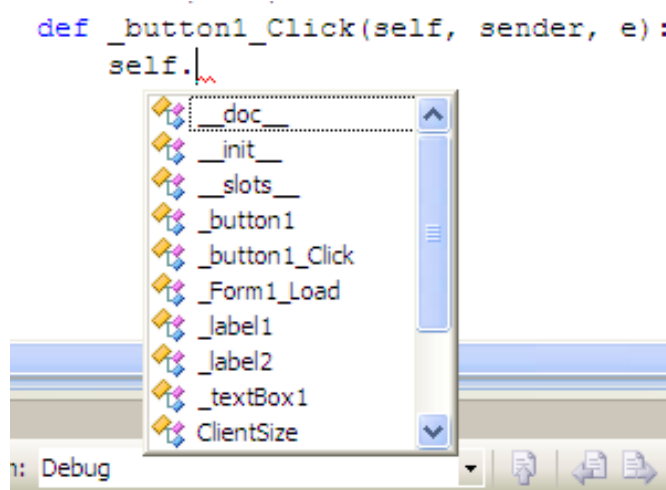 def _button1_Click(self, sender, e):
self.
__doc__
__init__
__slots__
_button1
_button1_Click
_Form1_Load
_label1
_label2
_textBox1
ClientSize
n: Debug